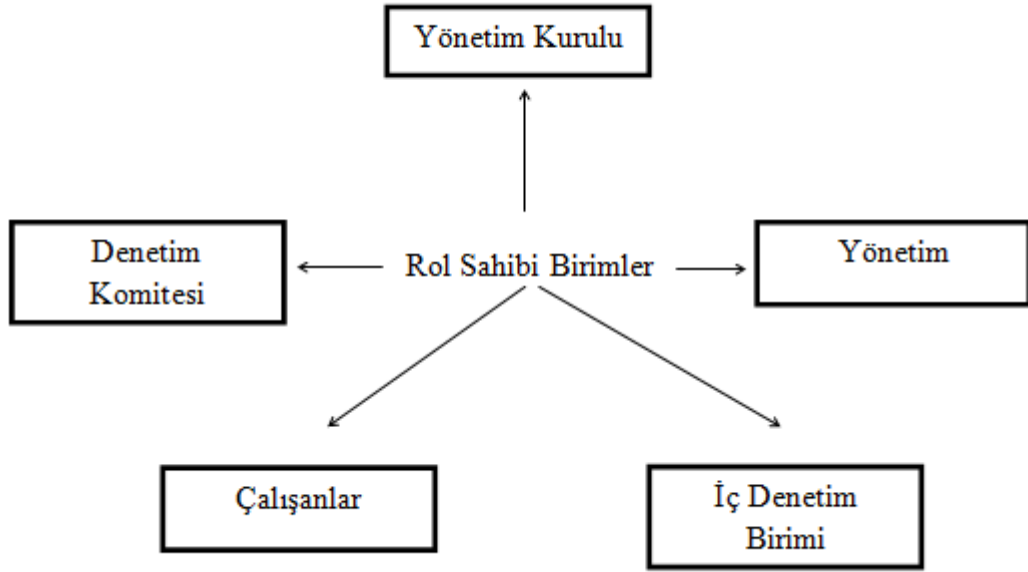 Yönetim Kurulu
Denetim
Komitesi
Rol Sahibi Birimler
Yönetim
Çalışanlar
İç Denetim
Birimi